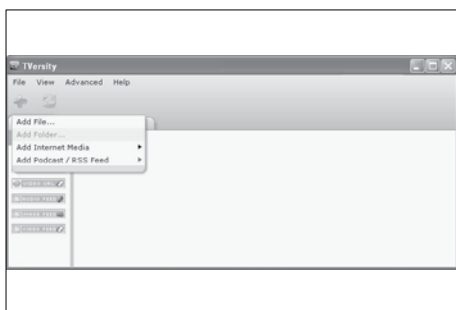 TVersity
File View Advanced Help
Add File...
Add Folder...
Add Internet Media
Add Podcast / RSS Feed